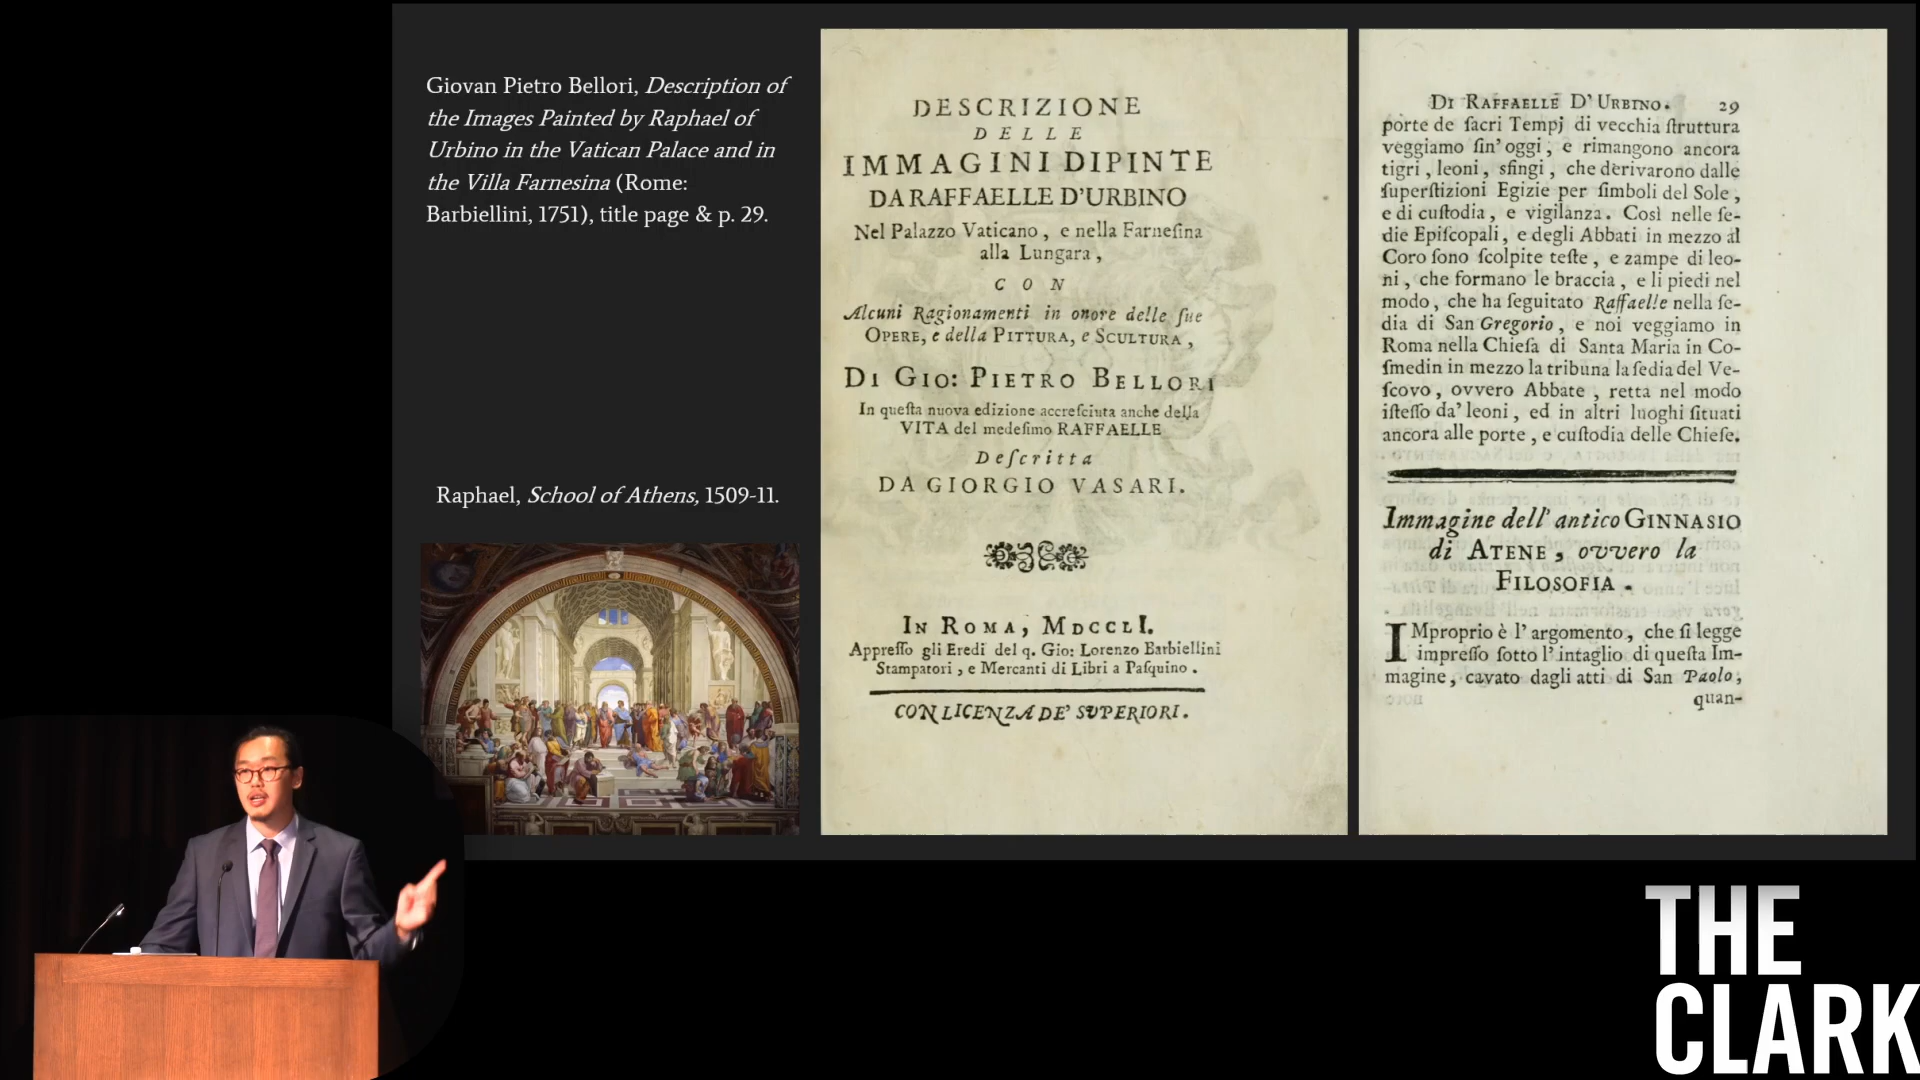 Giovan Pietro Bellori, Description of
the Images Painted by Raphael of
Urbino in the Vatican Palace and in
the Villa Farnesina (Rome:
Barbiellini, 1751), title page & p. 29.
Raphael, School of Athens, 1509-11.
DESCRIZIONE
DELLE
IMMAGINI DIPINTE
DA RAFFAELLE D'URBINO
Nel Palazzo Vaticano, e nella Farneſina
alla Lungara,
CON
Alcuni Ragionamenti in onore delle ſue
OPERE, e della PITTURA, e SCULTURA,
DI GIO: PIETRO BELLORI
In queſta nuova edizione accreſciuta anche della
VITA del medeſimo RAFFAELLE
Deſcritta
DA GIORGIO VASARI.
IN ROMA, MDCCLI.
Appreſſo gli Eredi del q. Gio: Lorenzo Barbiellini
Stampatori, e Mercanti di Libri a Paſquino.
CON LICENZA DE' SUPERIORI.
DI RAFFAELLE D'URBINO. 29
porte de ſacri Tempj di vecchia ſtruttura
veggiamo ſin' oggi, e rimangono ancora
tigri, leoni, sfingi, che derivarono dalle
ſuperſtizioni Egizie per ſimboli del Sole,
e di cuſtodia, e vigilanza. Così nelle ſe-
die Epiſcopali, e degli Abbati in mezzo al
Coro ſono ſcolpite teſte, e zampe di leo-
ni, che formano le braccia, e li piedi nel
modo, che ha ſeguitato Raffaelle nella ſe-
dia di San Gregorio, e noi veggiamo in
Roma nella Chieſa di Santa Maria in Co-
ſmedin in mezzo la tribuna la ſedia del Ve-
ſcovo, ovvero Abbate, retta nel modo
iſteſſo da' leoni, ed in altri luoghi ſituati
ancora alle porte, e cuſtodia delle Chieſe.
Immagine dell' antico GINNASIO
di ATENE, ovvero la
FILOSOFIA.
IMproprio è l' argomento, che ſi legge
impreſſo ſotto l' intaglio di queſta Im-
magine, cavato dagli atti di San Paolo,
quan-
THE
CLARK